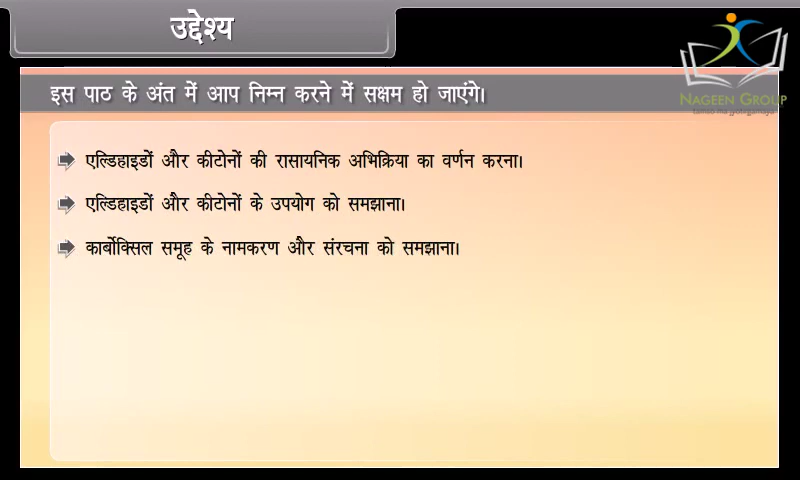 उद्देश्य
NAGEEN GROUP
इस पाठ के अंत में आप निम्न करने में सक्षम हो जाएंगे।
एल्डिहाइडों और कीटोनों की रासायनिक अभिक्रिया का वर्णन करना।
एल्डिहाइडों और कीटोनों के उपयोग को समझाना।
कार्बोक्सिल समूह के नामकरण और संरचना को समझाना।